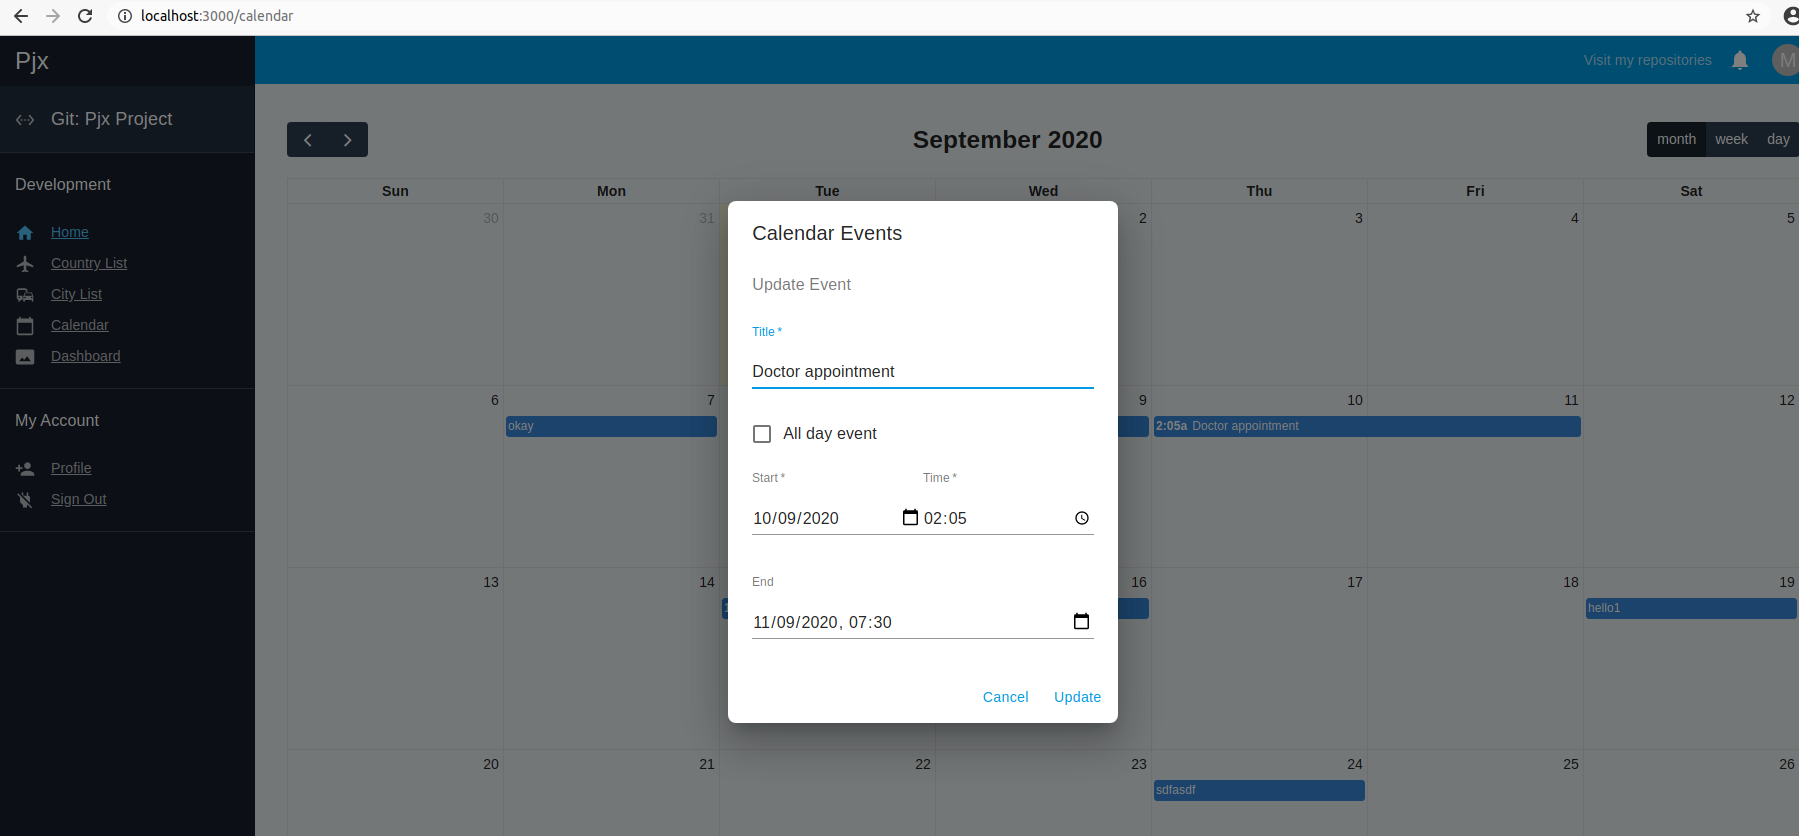 localhost:3000/calendar
Pjx
Visit my repositories
M
Git: Pjx Project
September 2020
month week day
Development
Home
Country List
City List
Calendar
Dashboard
My Account
Profile
Sign Out
Sun Mon Tue Wed Thu Fri Sat
30 31 2 3 4 5
6 7 9 10 11 12
okay
2:05a Doctor appointment
13 14 16 17 18 19
hello1
20 21 22 23 24 25 26
sdfasdf
Calendar Events
Update Event
Title *
Doctor appointment
All day event
Start * Time *
10/09/2020 02:05
End
11/09/2020, 07:30
Cancel Update